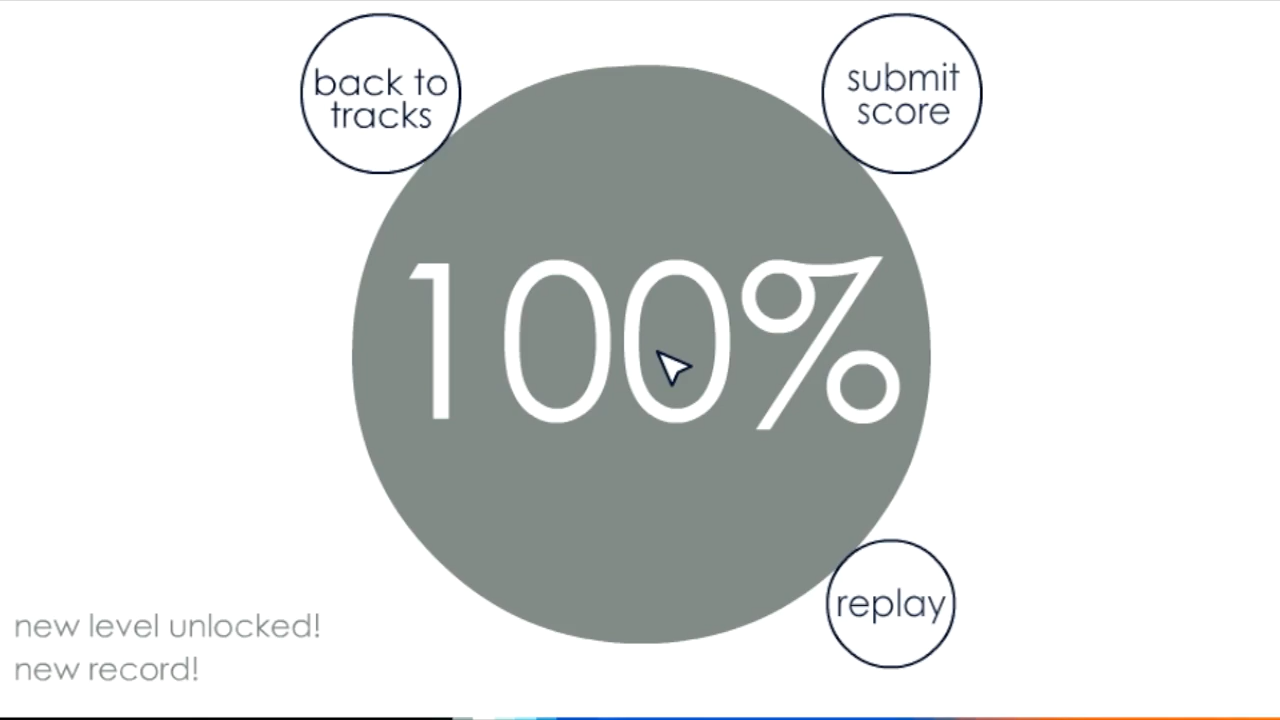 back to
tracks
submit
score
100%
replay
new level unlocked!
new record!